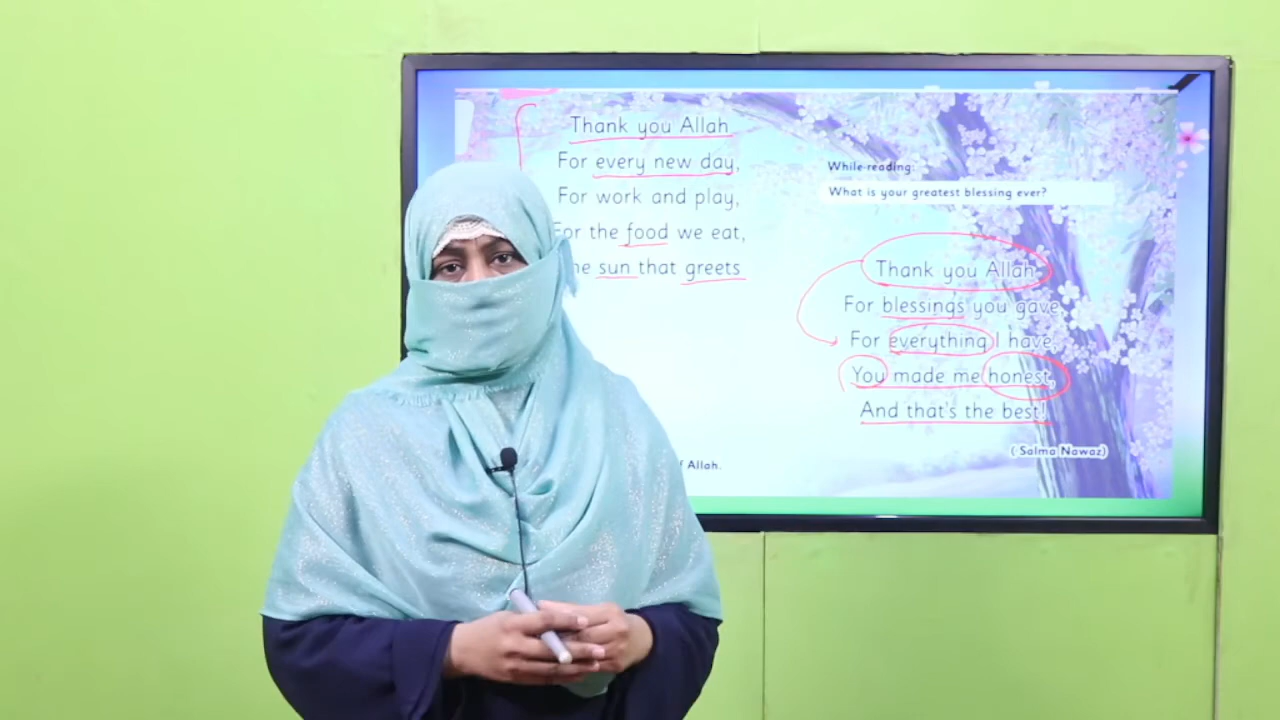 Thank you Allah
For every new day,
For work and play,
For the food we eat,
he sun that greets
Allah.
While-reading:
What is your greatest blessing ever?
Thank you Allah
For blessings you gave,
For everything I have,
You made me honest,
And that's the best!
(Salma Nawaz)